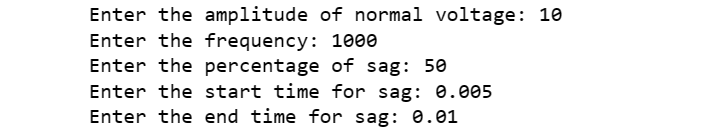 Enter the amplitude of normal voltage: 10
Enter the frequency: 1000
Enter the percentage of sag: 50
Enter the start time for sag: 0.005
Enter the end time for sag: 0.01